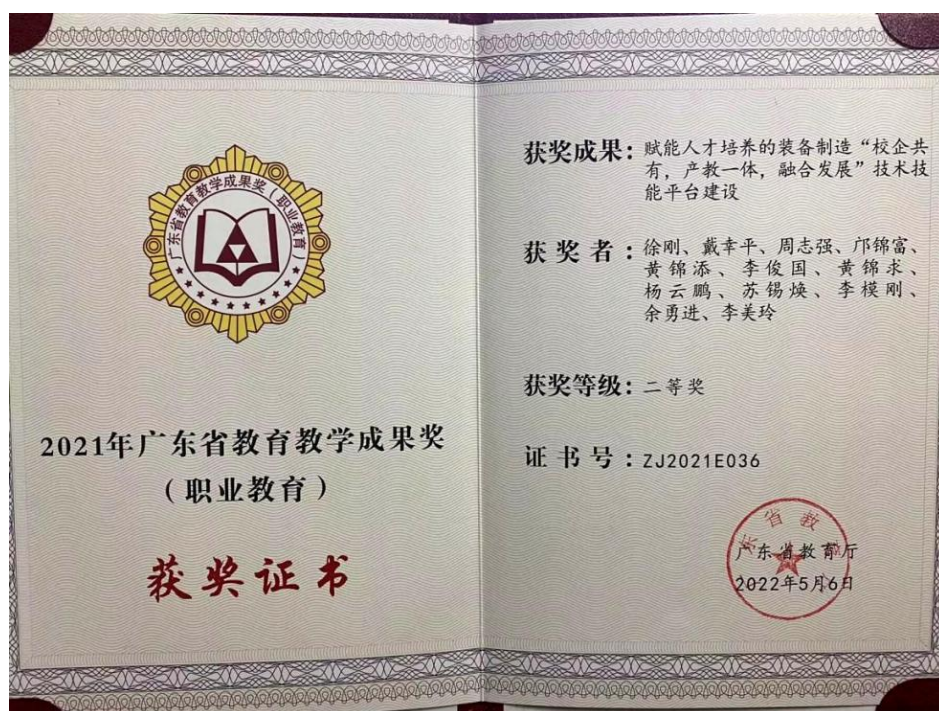 广东省教育教学成果奖（职业教育）
2021年广东省教育教学成果奖
（职业教育）
获奖证书
获奖成果：赋能人才培养的装备制造“校企共
有，产教一体，融合发展”技术技
能平台建设
获奖者：徐刚、戴幸平、周志强、邝锦富、
黄锦添、李俊国、黄锦求、
杨云鹏、苏锡焕、李模刚、
余勇进、李美玲
获奖等级：二等奖
证书号：ZJ2021E036
广东省教育厅
2022年5月6日